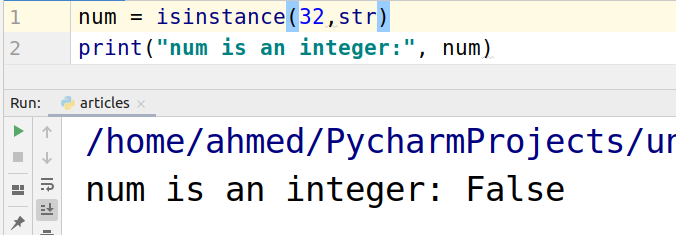 1 num = isinstance(32,str)
2 print("num is an integer:", num)
Run: articles ×
/home/ahmed/PycharmProjects/
num is an integer: False